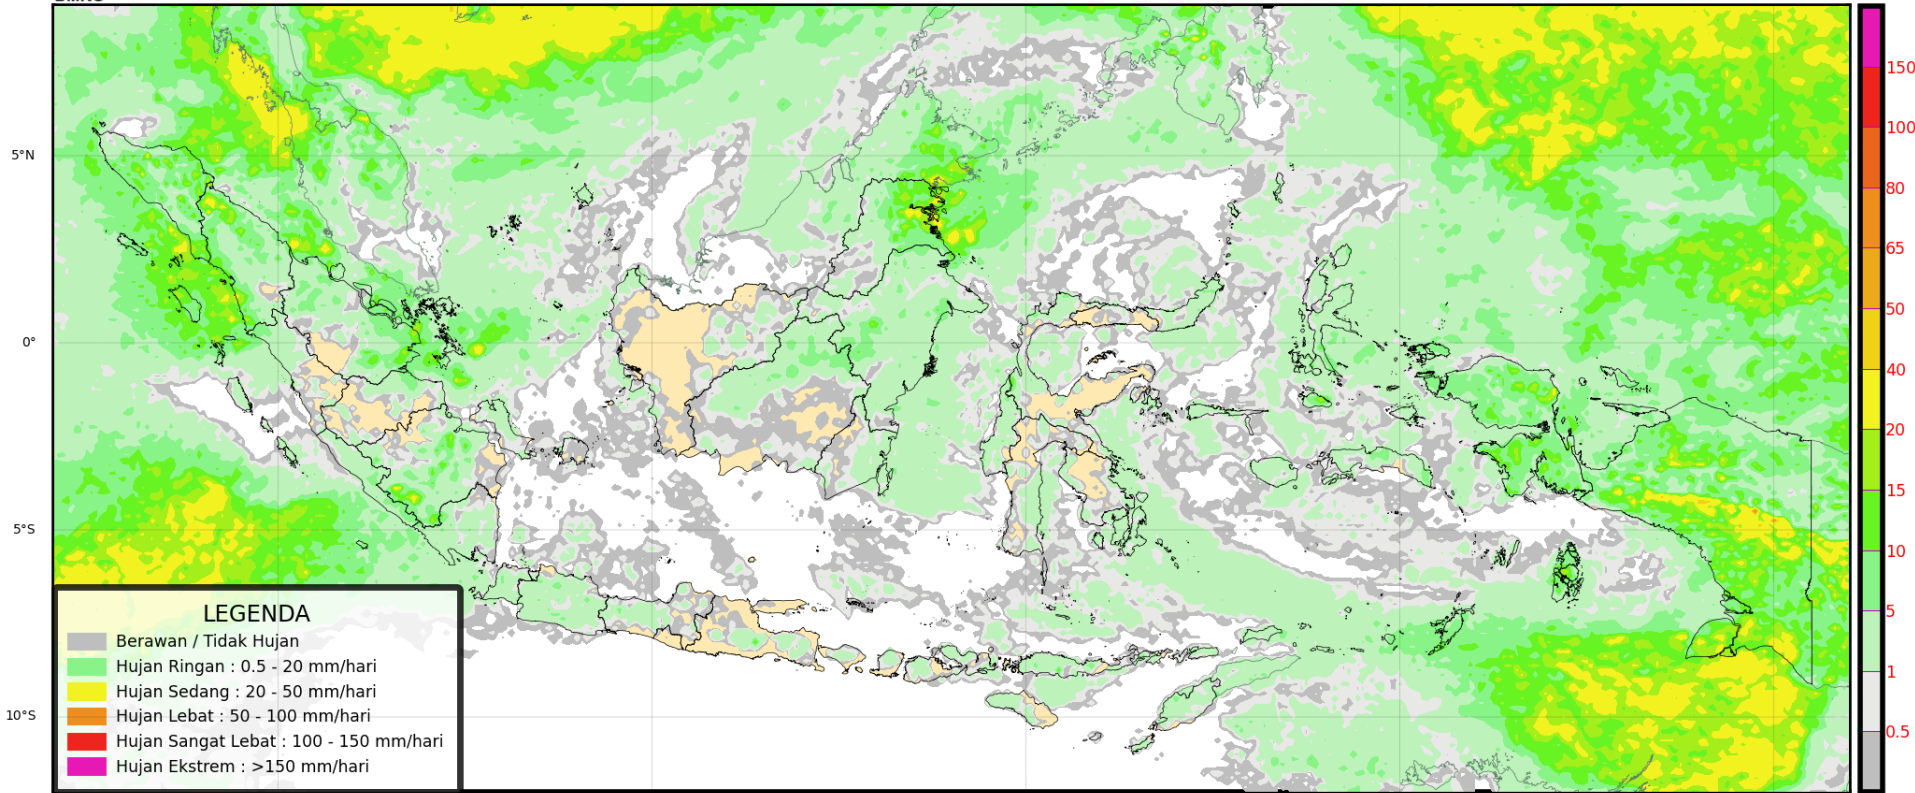 5°N
0°
5°S
10°S
LEGENDA
Berawan / Tidak Hujan
Hujan Ringan : 0.5 - 20 mm/hari
Hujan Sedang : 20 - 50 mm/hari
Hujan Lebat : 50 - 100 mm/hari
Hujan Sangat Lebat : 100 - 150 mm/hari
Hujan Ekstrem : >150 mm/hari
150
100
80
65
50
40
20
15
10
5
1
0.5